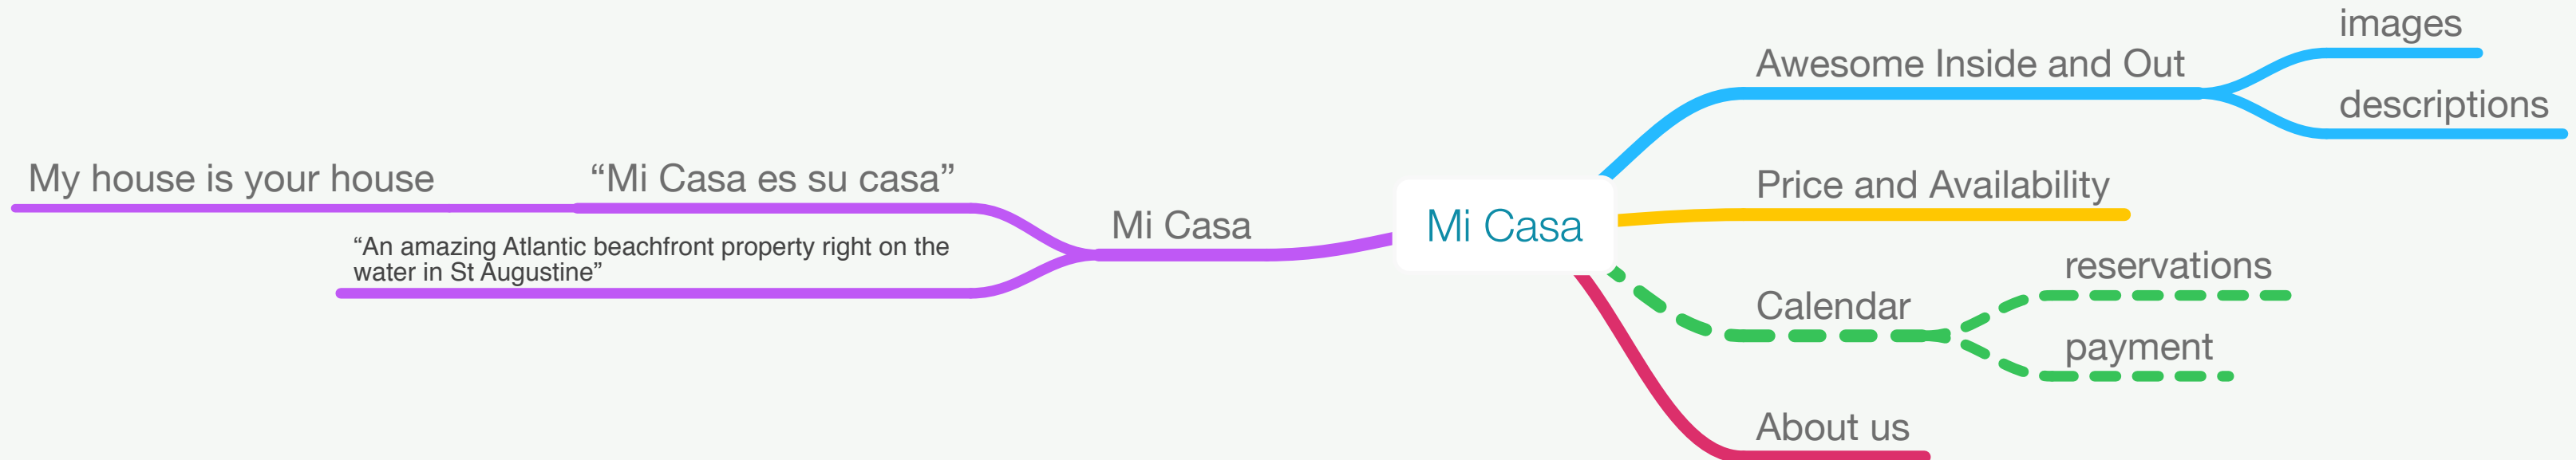 images
Awesome Inside and Out
descriptions
My house is your house
“Mi Casa es su casa”
Price and Availability
Mi Casa
Mi Casa
“An amazing Atlantic beachfront property right on the
water in St Augustine”
reservations
Calendar
payment
About us